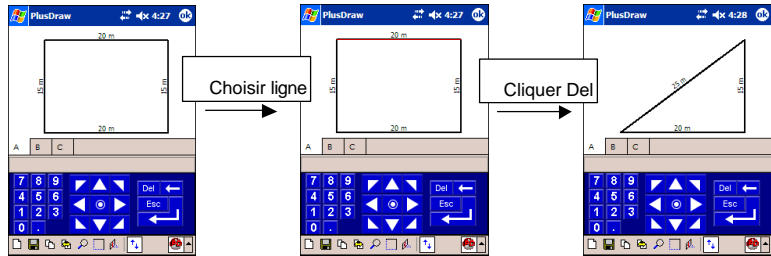 PlusDraw 4:27 ok
20 m
15 m 15 m
20 m
A B C
7 8 9 Del
4 5 6 Esc
1 2 3
0 .
Choisir ligne
PlusDraw 4:27 ok
20 m
15 m 15 m
20 m
A B C
7 8 9 Del
4 5 6 Esc
1 2 3
0 .
Cliquer Del
PlusDraw 4:28 ok
25 m 15 m
20 m
A B C
7 8 9 Del
4 5 6 Esc
1 2 3
0 .